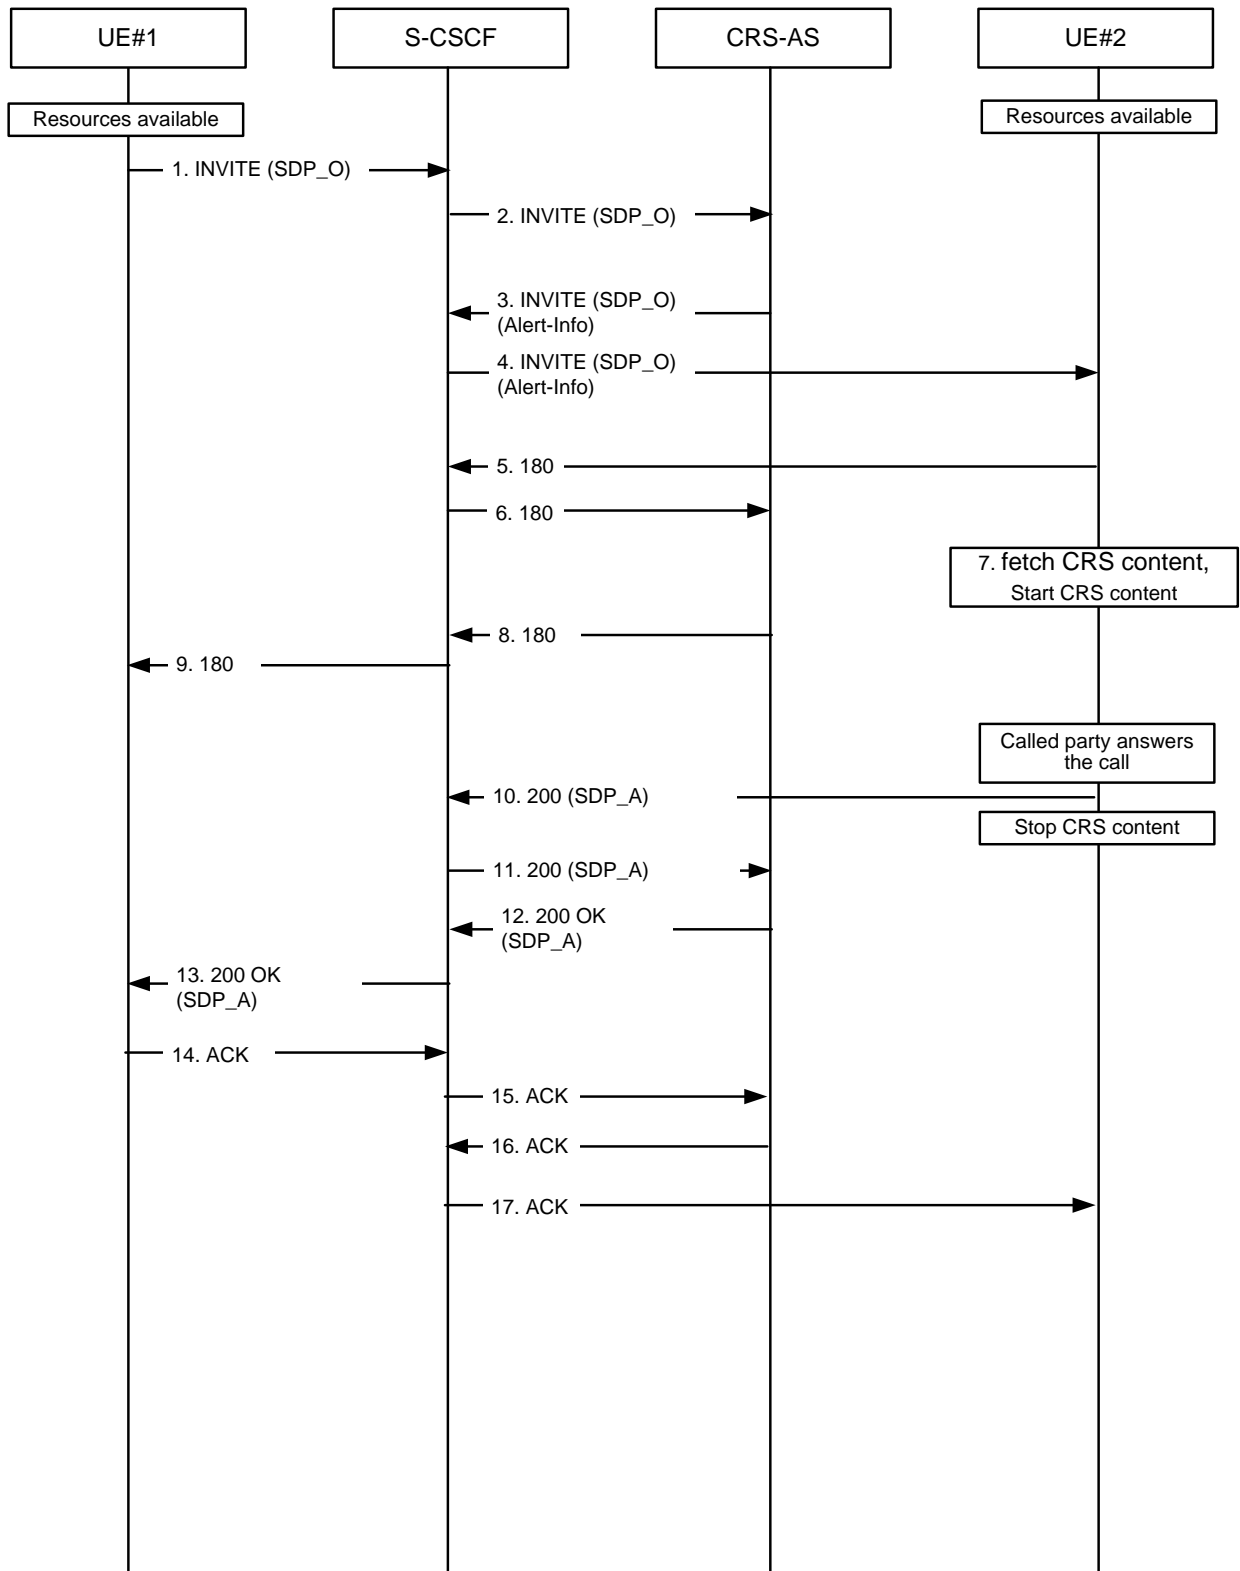 UE#1
S-CSCF
CRS-AS
UE#2
Resources available
Resources available
1. INVITE (SDP_O)
2. INVITE (SDP_O)
3. INVITE (SDP_O)
(Alert-Info)
4. INVITE (SDP_O)
(Alert-Info)
5. 180
6. 180
7. fetch CRS content,
Start CRS content
8. 180
9. 180
Called party answers
the call
10. 200 (SDP_A)
Stop CRS content
11. 200 (SDP_A)
12. 200 OK
(SDP_A)
13. 200 OK
(SDP_A)
14. ACK
15. ACK
16. ACK
17. ACK